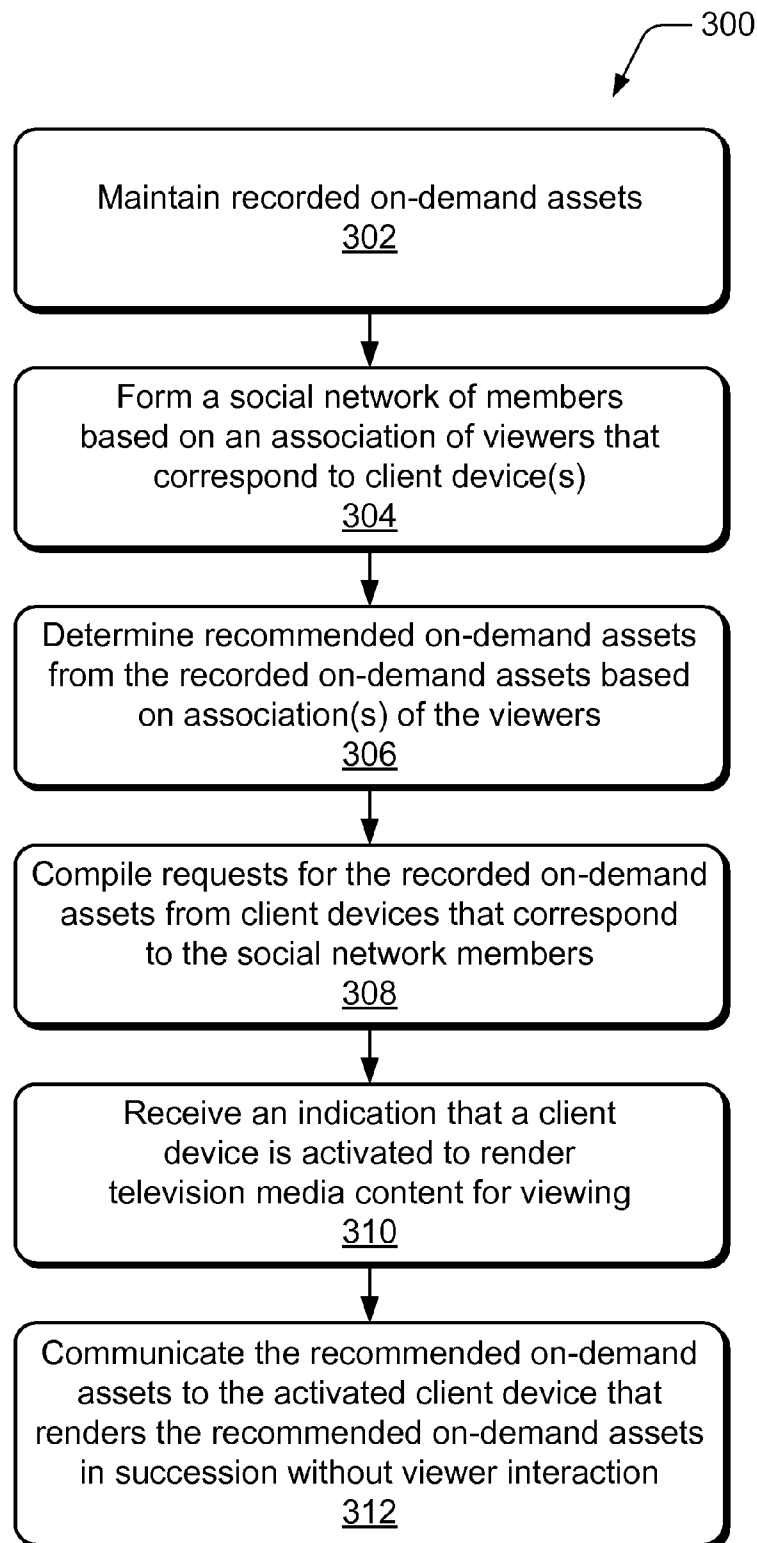 300
Maintain recorded on-demand assets
302
Form a social network of members
based on an association of viewers that
correspond to client device(s)
304
Determine recommended on-demand assets
from the recorded on-demand assets based
on association(s) of the viewers
306
Compile requests for the recorded on-demand
assets from client devices that correspond
to the social network members
308
Receive an indication that a client
device is activated to render
television media content for viewing
310
Communicate the recommended on-demand
assets to the activated client device that
renders the recommended on-demand assets
in succession without viewer interaction
312